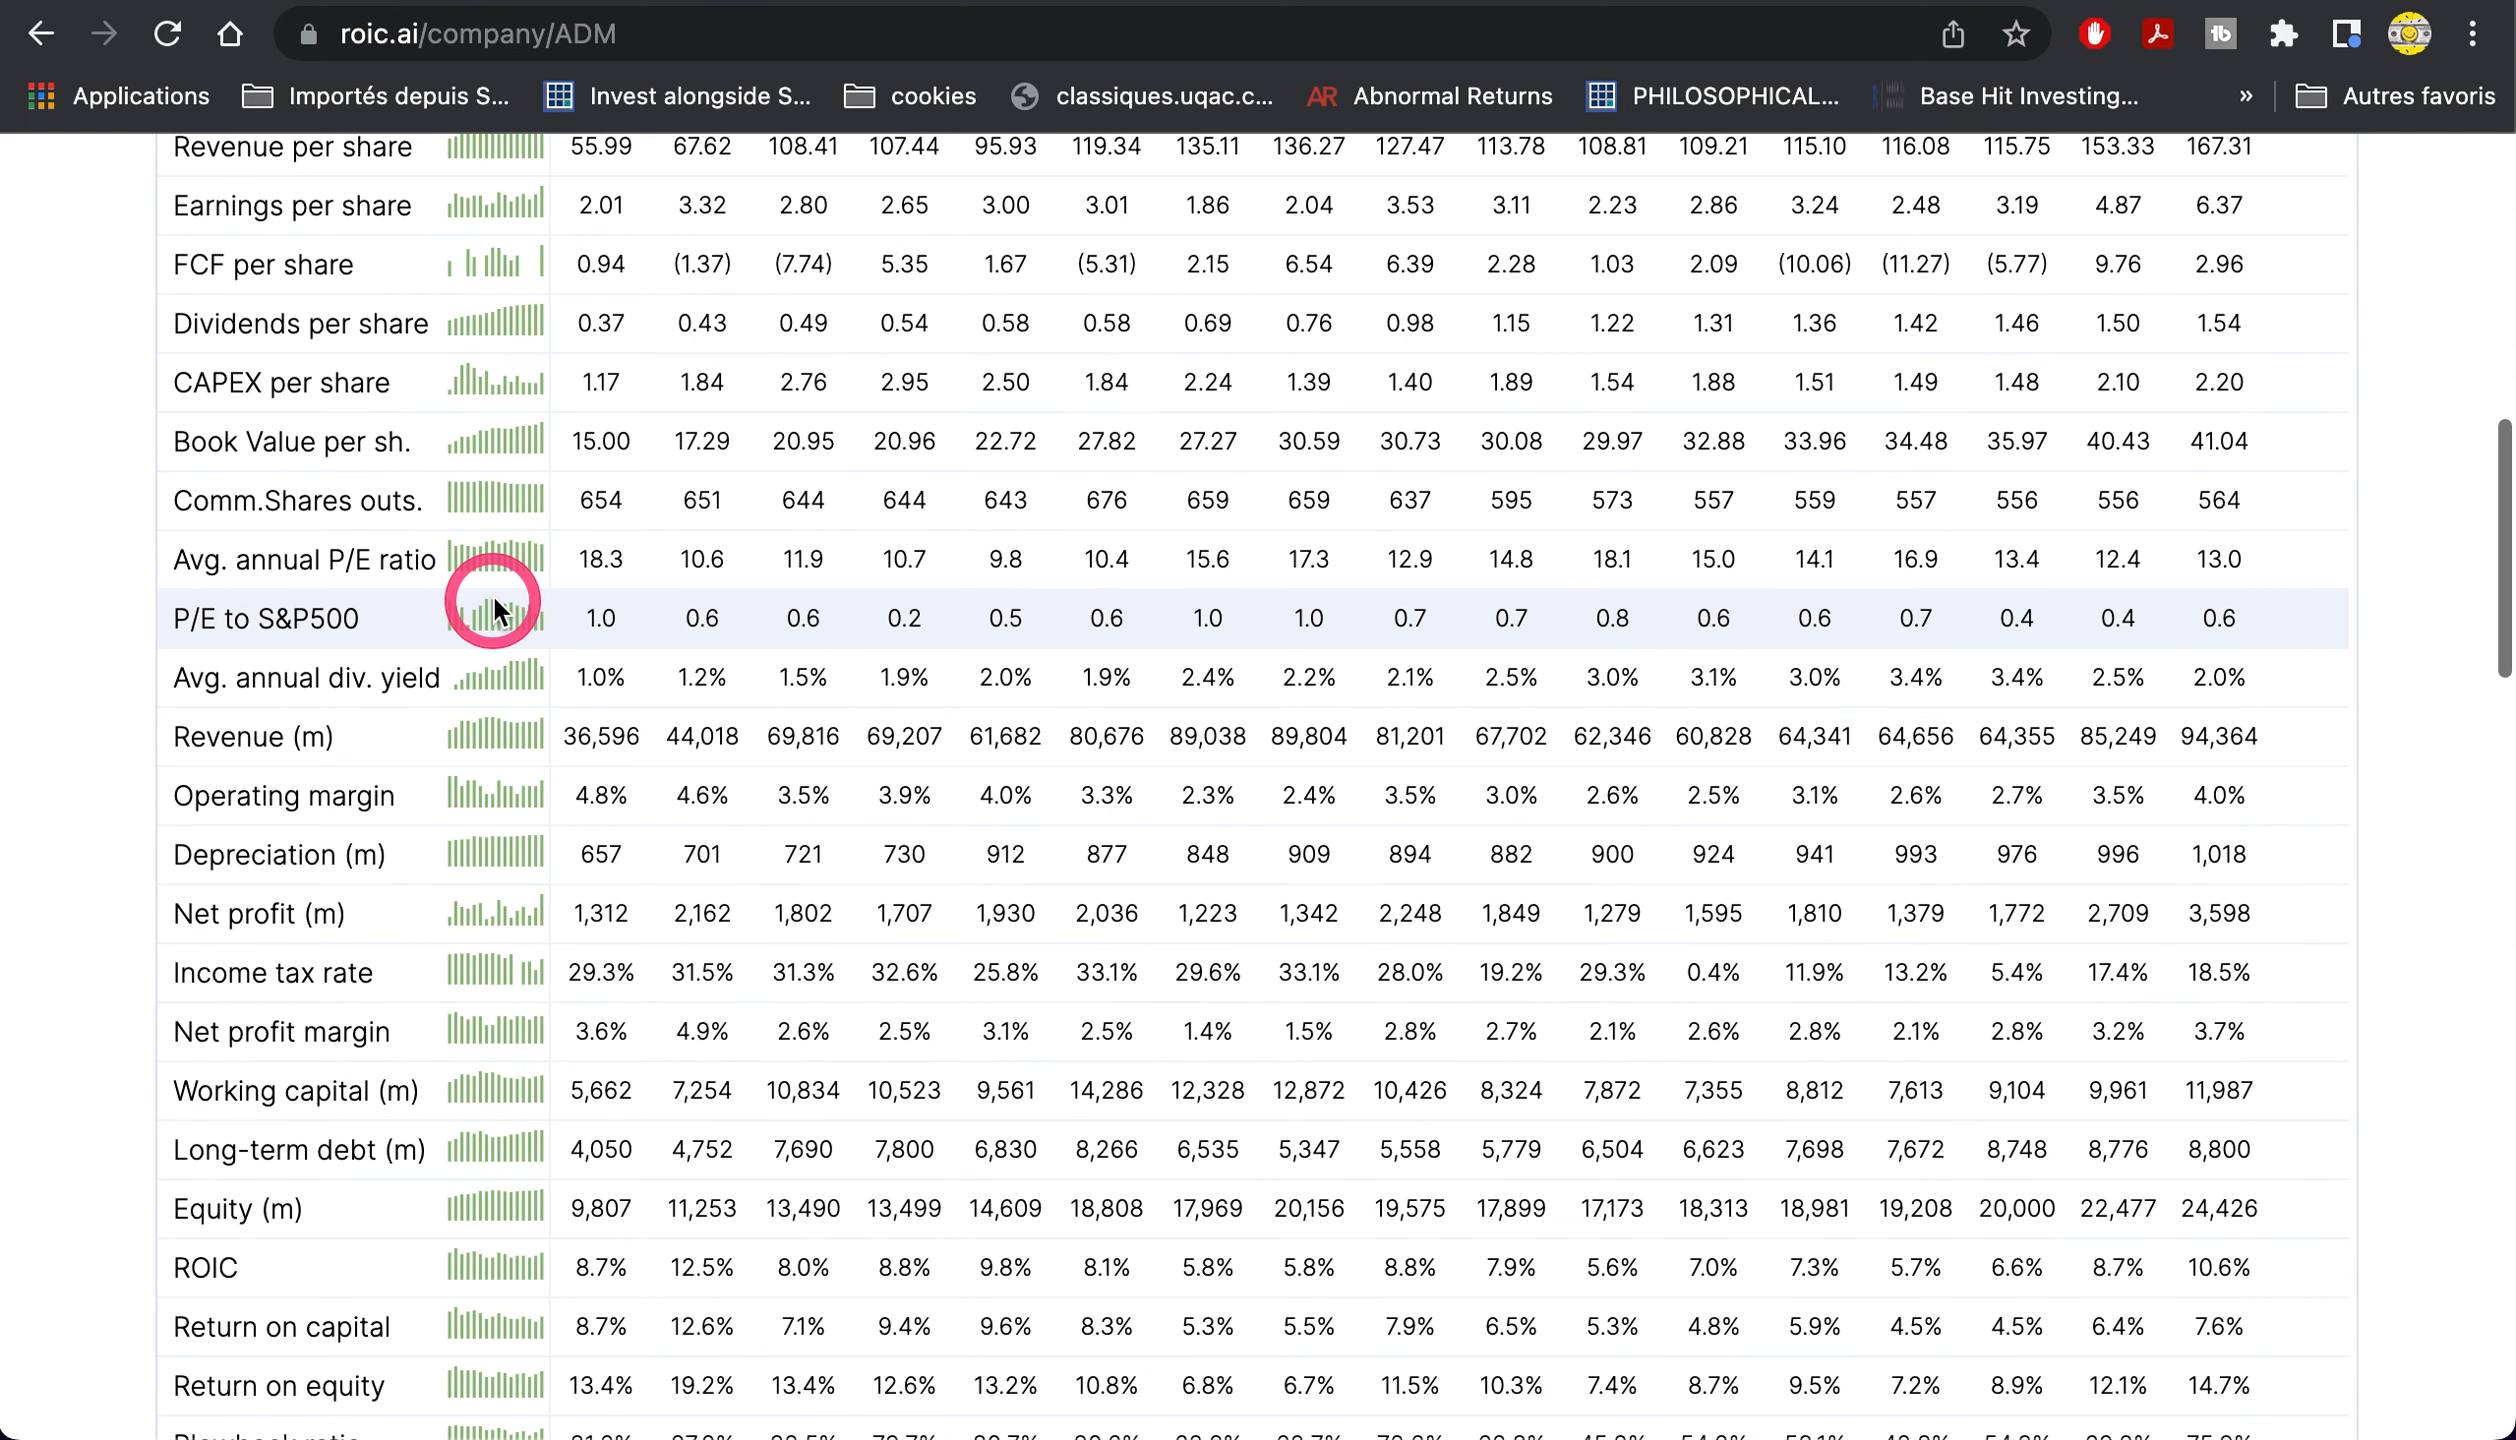 roic.ai/company/ADM
Applications Importés depuis S... Invest alongside S... cookies classiques.uqac.c... AR Abnormal Returns PHILOSOPHICAL... Base Hit Investing... » Autres favoris
Revenue per share 55.99 67.62 108.41 107.44 95.93 119.34 135.11 136.27 127.47 113.78 108.81 109.21 115.10 116.08 115.75 153.33 167.31
Earnings per share 2.01 3.32 2.80 2.65 3.00 3.01 1.86 2.04 3.53 3.11 2.23 2.86 3.24 2.48 3.19 4.87 6.37
FCF per share 0.94 (1.37) (7.74) 5.35 1.67 (5.31) 2.15 6.54 6.39 2.28 1.03 2.09 (10.06) (11.27) (5.77) 9.76 2.96
Dividends per share 0.37 0.43 0.49 0.54 0.58 0.58 0.69 0.76 0.98 1.15 1.22 1.31 1.36 1.42 1.46 1.50 1.54
CAPEX per share 1.17 1.84 2.76 2.95 2.50 1.84 2.24 1.39 1.40 1.89 1.54 1.88 1.51 1.49 1.48 2.10 2.20
Book Value per sh. 15.00 17.29 20.95 20.96 22.72 27.82 27.27 30.59 30.73 30.08 29.97 32.88 33.96 34.48 35.97 40.43 41.04
Comm.Shares outs. 654 651 644 644 643 676 659 659 637 595 573 557 559 557 556 556 564
Avg. annual P/E ratio 18.3 10.6 11.9 10.7 9.8 10.4 15.6 17.3 12.9 14.8 18.1 15.0 14.1 16.9 13.4 12.4 13.0
P/E to S&P500 1.0 0.6 0.6 0.2 0.5 0.6 1.0 1.0 0.7 0.7 0.8 0.6 0.6 0.7 0.4 0.4 0.6
Avg. annual div. yield 1.0% 1.2% 1.5% 1.9% 2.0% 1.9% 2.4% 2.2% 2.1% 2.5% 3.0% 3.1% 3.0% 3.4% 3.4% 2.5% 2.0%
Revenue (m) 36,596 44,018 69,816 69,207 61,682 80,676 89,038 89,804 81,201 67,702 62,346 60,828 64,341 64,656 64,355 85,249 94,364
Operating margin 4.8% 4.6% 3.5% 3.9% 4.0% 3.3% 2.3% 2.4% 3.5% 3.0% 2.6% 2.5% 3.1% 2.6% 2.7% 3.5% 4.0%
Depreciation (m) 657 701 721 730 912 877 848 909 894 882 900 924 941 993 976 996 1,018
Net profit (m) 1,312 2,162 1,802 1,707 1,930 2,036 1,223 1,342 2,248 1,849 1,279 1,595 1,810 1,379 1,772 2,709 3,598
Income tax rate 29.3% 31.5% 31.3% 32.6% 25.8% 33.1% 29.6% 33.1% 28.0% 19.2% 29.3% 0.4% 11.9% 13.2% 5.4% 17.4% 18.5%
Net profit margin 3.6% 4.9% 2.6% 2.5% 3.1% 2.5% 1.4% 1.5% 2.8% 2.7% 2.1% 2.6% 2.8% 2.1% 2.8% 3.2% 3.7%
Working capital (m) 5,662 7,254 10,834 10,523 9,561 14,286 12,328 12,872 10,426 8,324 7,872 7,355 8,812 7,613 9,104 9,961 11,987
Long-term debt (m) 4,050 4,752 7,690 7,800 6,830 8,266 6,535 5,347 5,558 5,779 6,504 6,623 7,698 7,672 8,748 8,776 8,800
Equity (m) 9,807 11,253 13,490 13,499 14,609 18,808 17,969 20,156 19,575 17,899 17,173 18,313 18,981 19,208 20,000 22,477 24,426
ROIC 8.7% 12.5% 8.0% 8.8% 9.8% 8.1% 5.8% 5.8% 8.8% 7.9% 5.6% 7.0% 7.3% 5.7% 6.6% 8.7% 10.6%
Return on capital 8.7% 12.6% 7.1% 9.4% 9.6% 8.3% 5.3% 5.5% 7.9% 6.5% 5.3% 4.8% 5.9% 4.5% 4.5% 6.4% 7.6%
Return on equity 13.4% 19.2% 13.4% 12.6% 13.2% 10.8% 6.8% 6.7% 11.5% 10.3% 7.4% 8.7% 9.5% 7.2% 8.9% 12.1% 14.7%